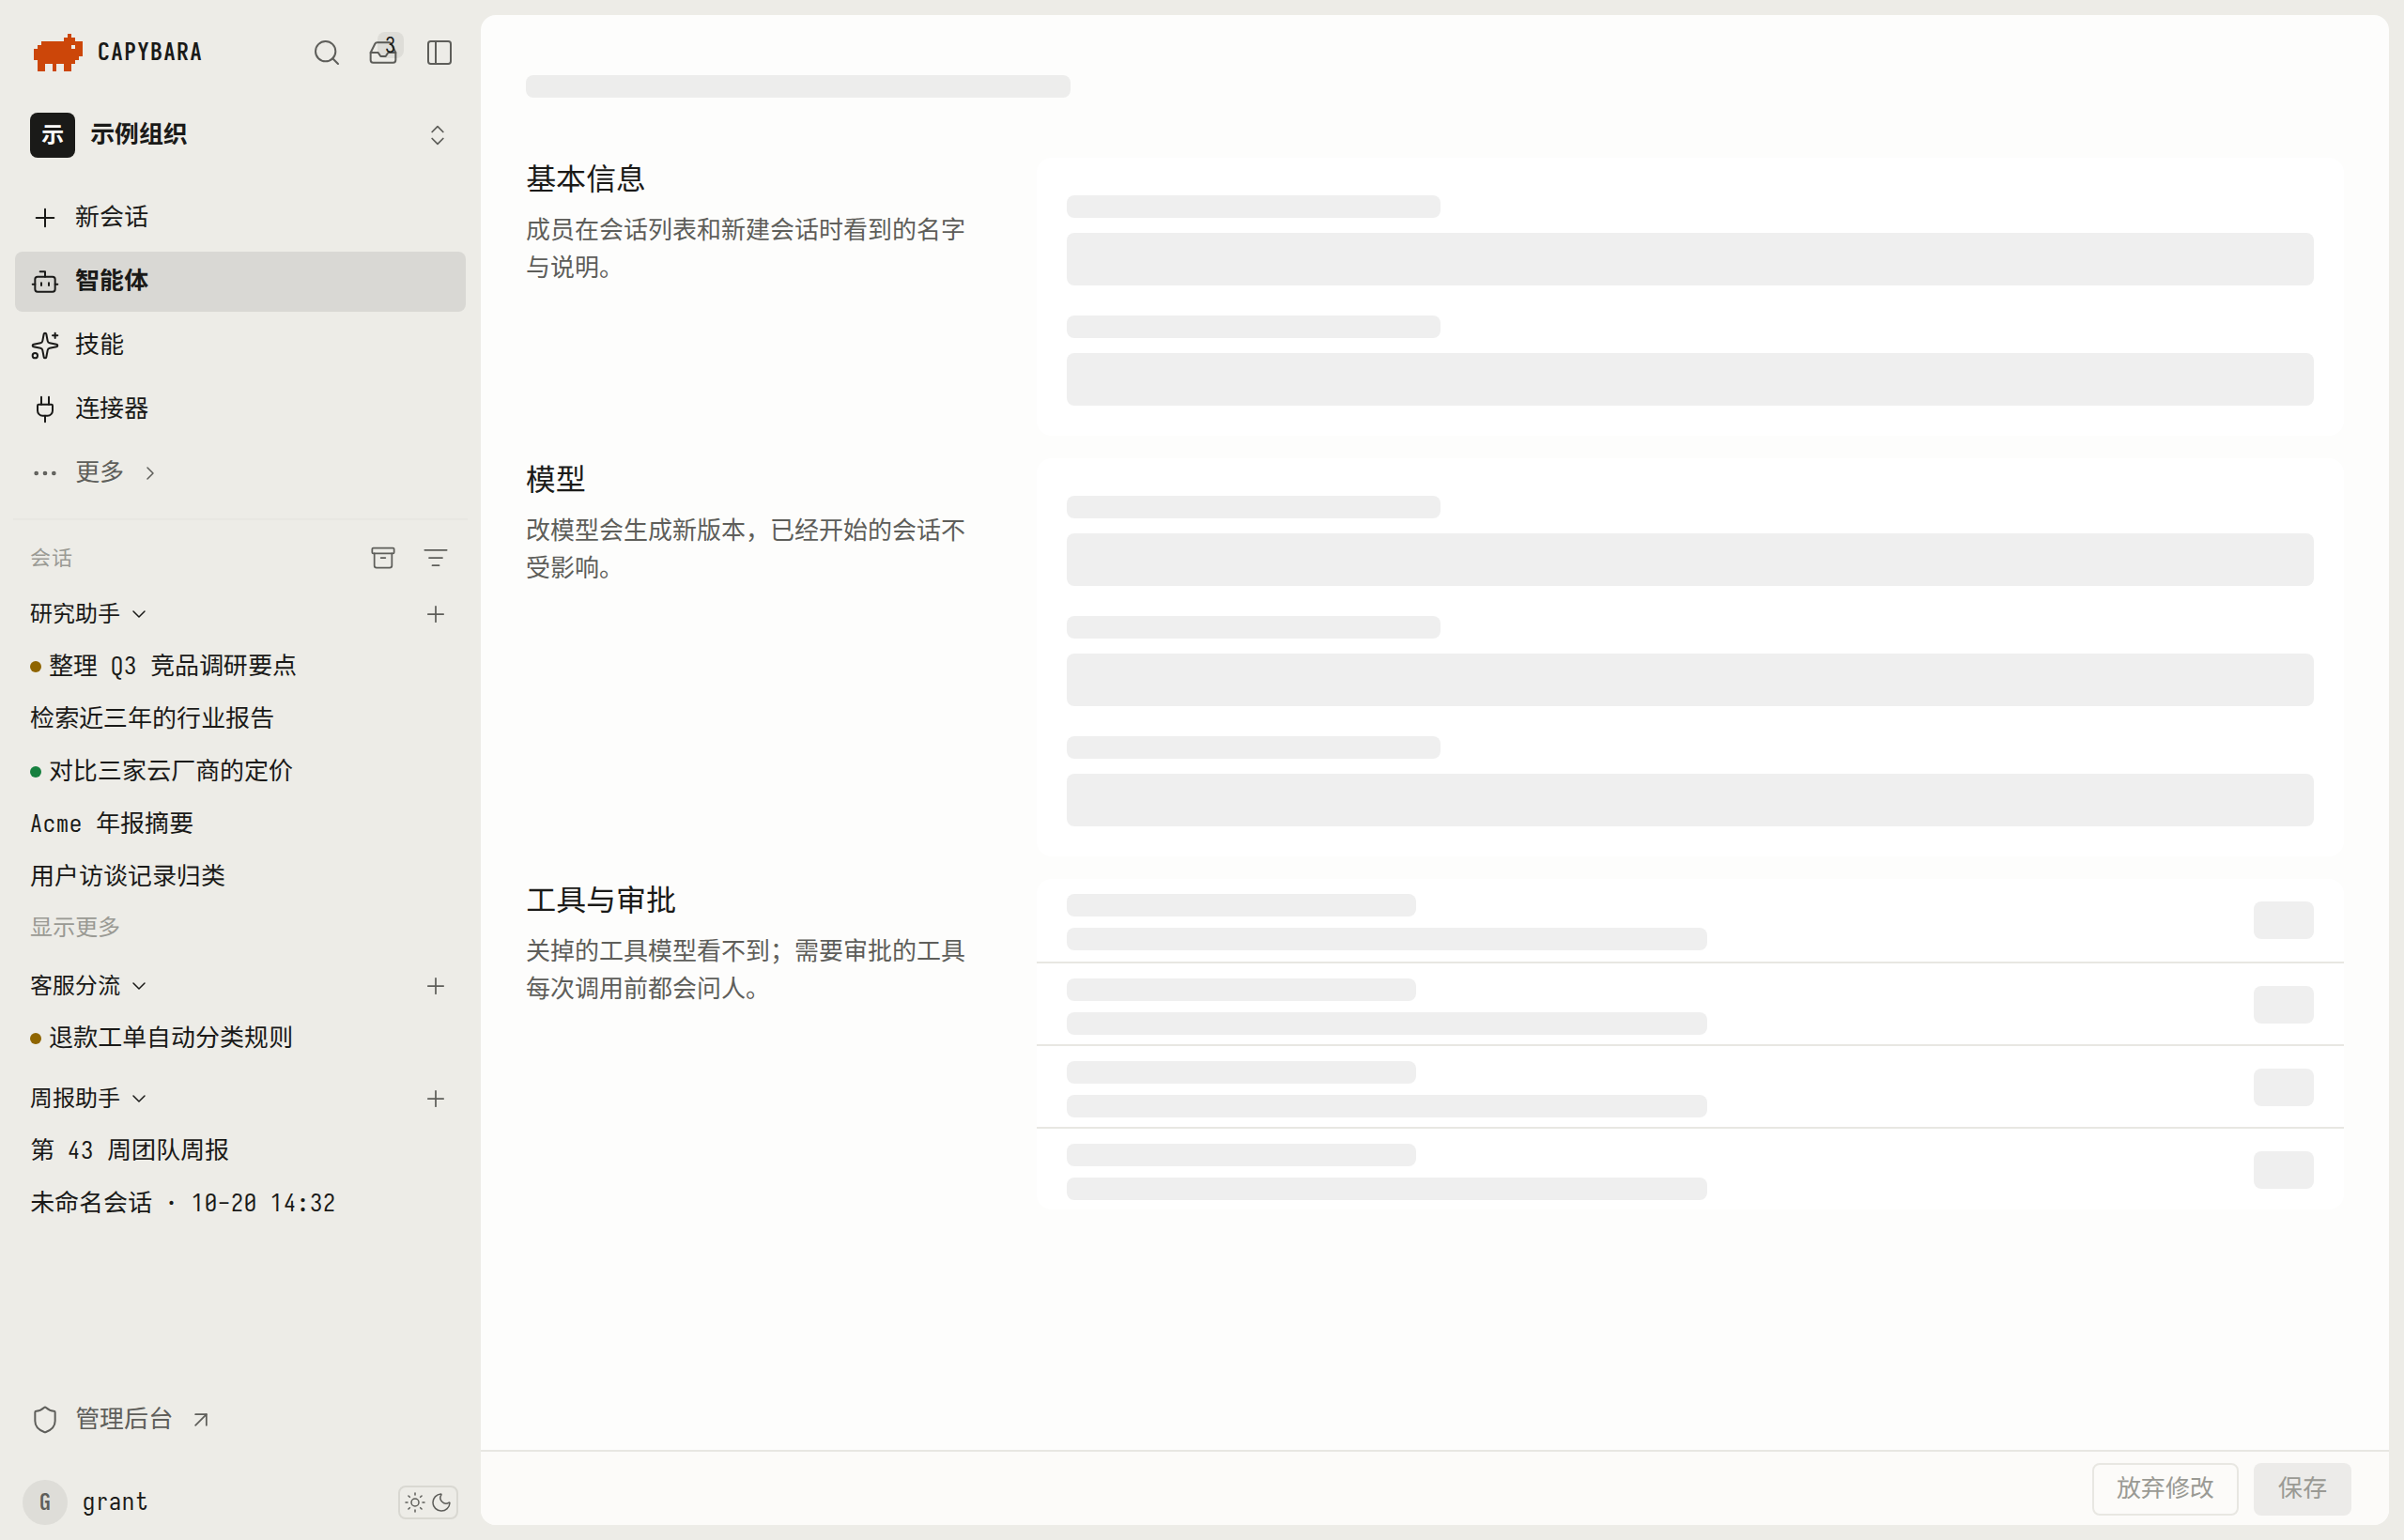 CAPYBARA
3
示 示例组织
新会话
智能体
技能
连接器
更多
会话
研究助手
整理 Q3 竞品调研要点
检索近三年的行业报告
对比三家云厂商的定价
Acme 年报摘要
用户访谈记录归类
显示更多
客服分流
退款工单自动分类规则
周报助手
第 43 周团队周报
未命名会话 · 10-20 14:32
管理后台
G grant
基本信息
成员在会话列表和新建会话时看到的名字
与说明。
模型
改模型会生成新版本，已经开始的会话不
受影响。
工具与审批
关掉的工具模型看不到；需要审批的工具
每次调用前都会问人。
放弃修改 保存